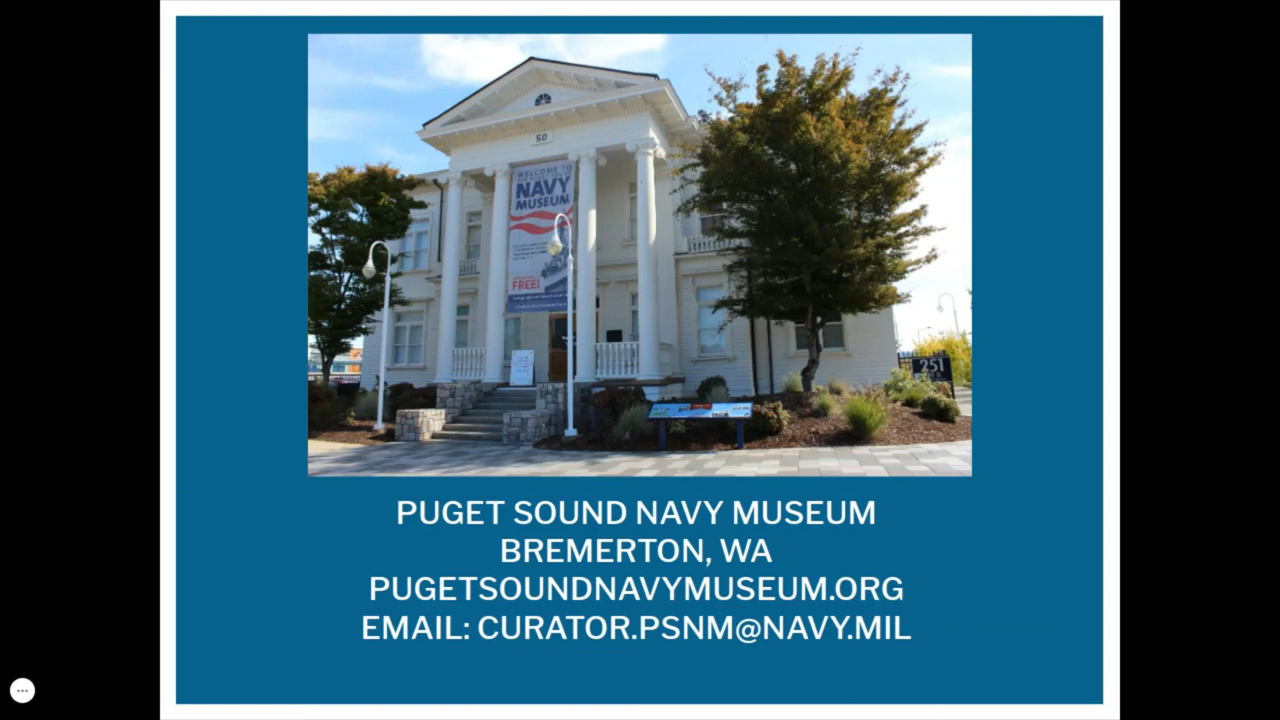 50
WELCOME TO
NAVY
MUSEUM
FREE!
251
PUGET SOUND NAVY MUSEUM
BREMERTON, WA
PUGETSOUNDNAVYMUSEUM.ORG
EMAIL: CURATOR.PSNM@NAVY.MIL